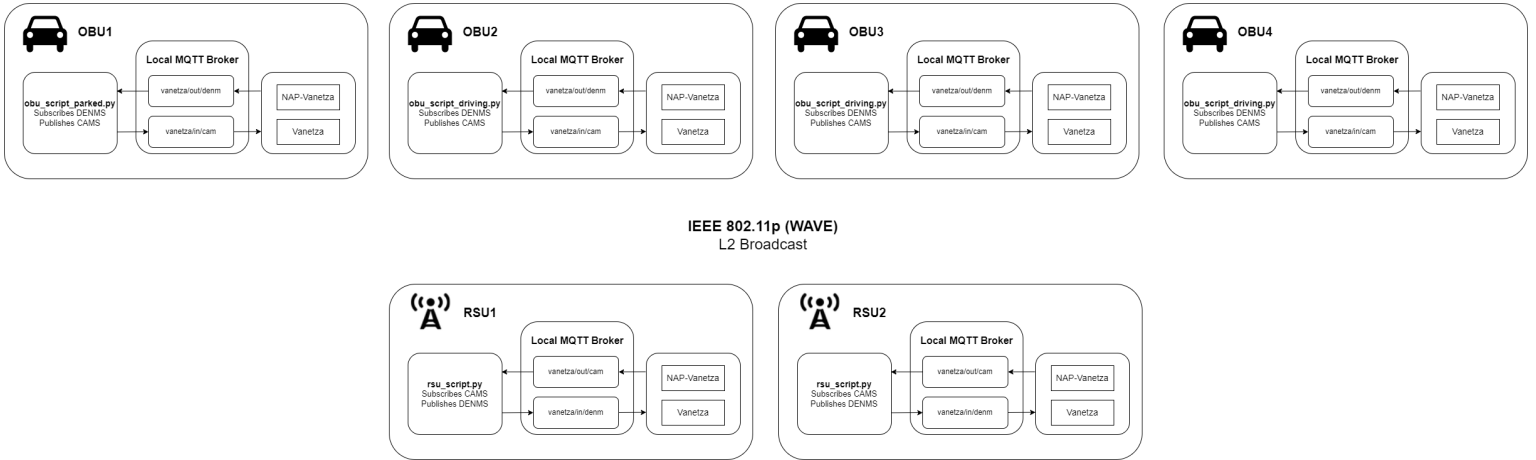 OBU1
Local MQTT Broker
obu_script_parked.py
Subscribes DENMS
Publishes CAMS
vanetza/out/denm
vanetza/in/cam
NAP-Vanetza
Vanetza
OBU2
Local MQTT Broker
obu_script_driving.py
Subscribes DENMS
Publishes CAMS
vanetza/out/denm
vanetza/in/cam
NAP-Vanetza
Vanetza
OBU3
Local MQTT Broker
obu_script_driving.py
Subscribes DENMS
Publishes CAMS
vanetza/out/denm
vanetza/in/cam
NAP-Vanetza
Vanetza
OBU4
Local MQTT Broker
obu_script_driving.py
Subscribes DENMS
Publishes CAMS
vanetza/out/denm
vanetza/in/cam
NAP-Vanetza
Vanetza
IEEE 802.11p (WAVE)
L2 Broadcast
RSU1
Local MQTT Broker
rsu_script.py
Subscribes CAMS
Publishes DENMS
vanetza/out/cam
vanetza/in/denm
NAP-Vanetza
Vanetza
RSU2
Local MQTT Broker
rsu_script.py
Subscribes CAMS
Publishes DENMS
vanetza/out/cam
vanetza/in/denm
NAP-Vanetza
Vanetza